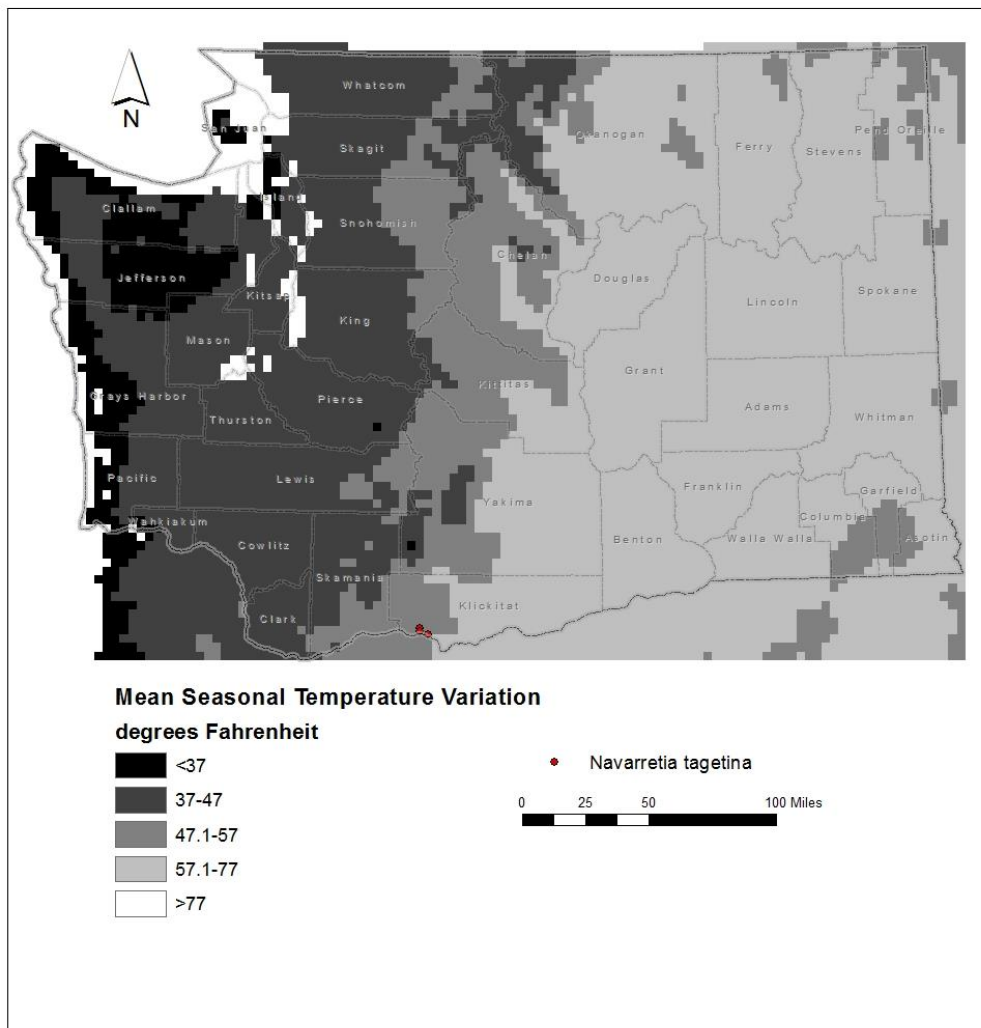 N
Whatcom
San Juan
Okanogan
Pend Oreille
Skagit
Ferry
Stevens
Island
Clallam
Snohomish
Chelan
Jefferson
Douglas
Kitsap
Lincoln
Spokane
King
Mason
Grant
Kittitas
Grays Harbor
Pierce
Adams
Whitman
Thurston
Pacific
Lewis
Yakima
Franklin
Garfield
Columbia
Wahkiakum
Cowlitz
Benton
Walla Walla
Asotin
Skamania
Klickitat
Clark
Mean Seasonal Temperature Variation
degrees Fahrenheit
<37
37-47
47.1-57
57.1-77
>77
Navarretia tagetina
0 25 50 100 Miles